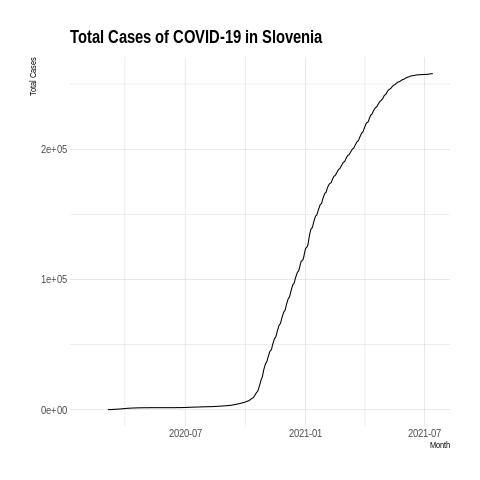 Total Cases of COVID-19 in Slovenia
Total Cases
2e+05
1e+05
0e+00
2020-07 2021-01 2021-07
Month